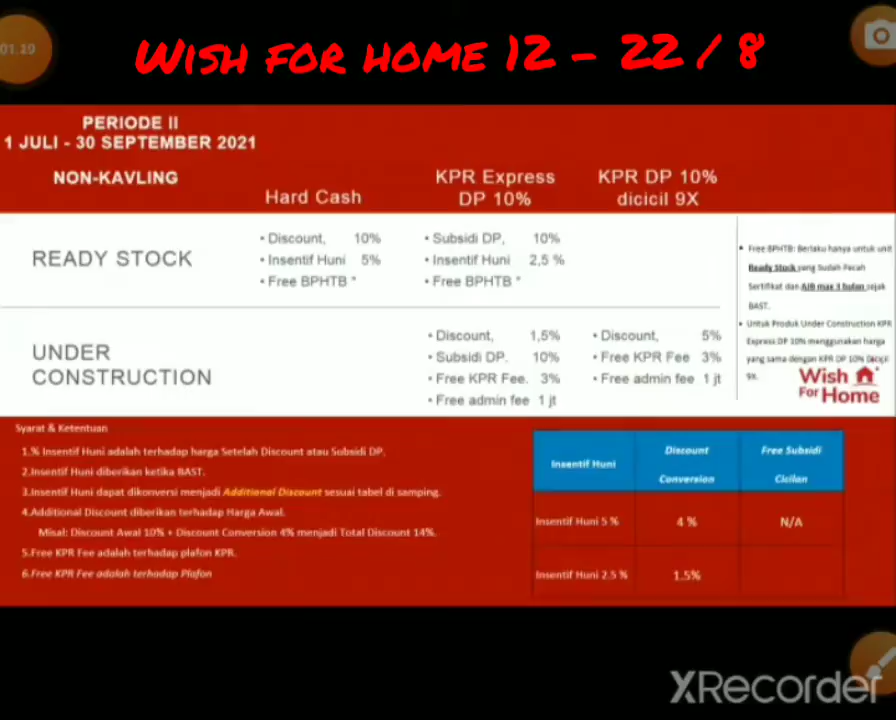 01.19
WISH FOR HOME 12 - 22 / 8
PERIODE II
1 JULI - 30 SEPTEMBER 2021
NON-KAVLING
Hard Cash
KPR Express
DP 10%
KPR DP 10%
dicicil 9X
READY STOCK
• Discount, 10%
• Insentif Huni 5%
• Free BPHTB *
• Subsidi DP, 10%
• Insentif Huni 2,5 %
• Free BPHTB *
UNDER
CONSTRUCTION
• Discount, 1,5%
• Subsidi DP. 10%
• Free KPR Fee. 3%
• Free admin fee 1 jt
• Discount, 5%
• Free KPR Fee 3%
• Free admin fee 1 jt
• Free BPHTB: Berlaku hanya untuk unit
Ready Stock yang Sudah Pecah
Sertifikat dan AJB max 3 bulan sejak
BAST.
• Untuk Produk Under Construction KPR
Express DP 10% menggunakan harga
yang sama dengan KPR DP 10% Dicicil
9X.
Wish
For Home
Syarat & Ketentuan
1.% Insentif Huni adalah terhadap harga Setelah Discount atau Subsidi DP.
2.Insentif Huni diberikan ketika BAST.
3.Insentif Huni dapat dikonversi menjadi Additional Discount sesuai tabel di samping.
4.Additional Discount diberikan terhadap Harga Awal.
Misal: Discount Awal 10% + Discount Conversion 4% menjadi Total Discount 14%.
5.Free KPR Fee adalah terhadap plafon KPR.
6.Free KPR Fee adalah terhadap Plafon
Insentif Huni
Discount
Conversion
Free Subsidi
Cicilan
Insentif Huni 5 % 4 % N/A
Insentif Huni 2.5 % 1.5%
XRecorder